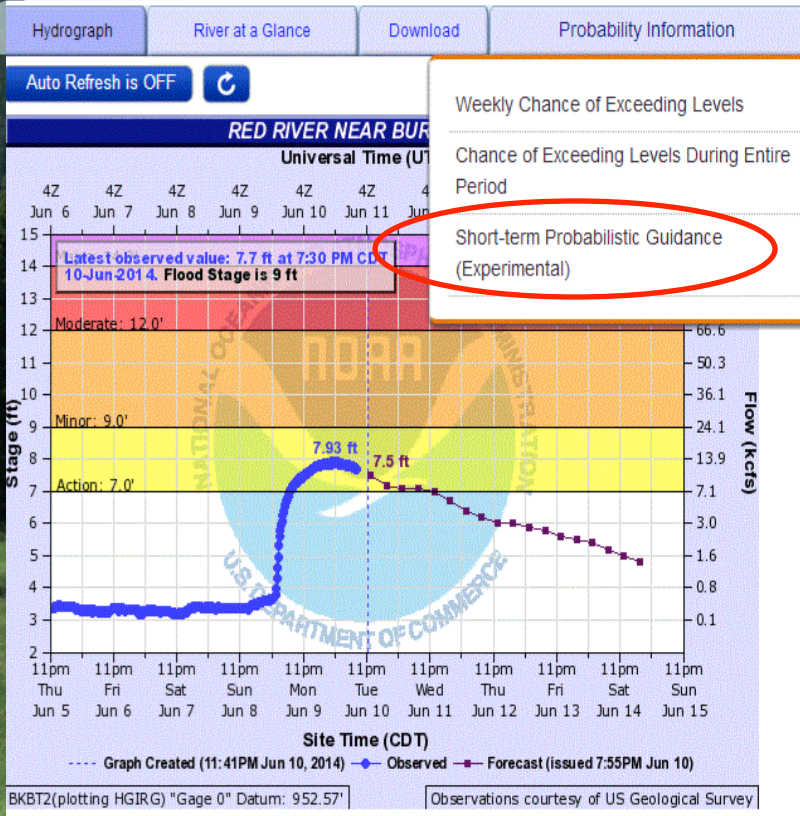 Hydrograph
River at a Glance
Download
Probability Information
Auto Refresh is OFF
Weekly Chance of Exceeding Levels
Chance of Exceeding Levels During Entire
Period
Short-term Probabilistic Guidance
(Experimental)
RED RIVER NEAR BUR
Universal Time (UT
4Z 4Z 4Z 4Z 4Z 4Z
Jun 6 Jun 7 Jun 8 Jun 9 Jun 10 Jun 11 Jun
Latest observed value: 7.7 ft at 7:30 PM CDT
10-Jun-2014. Flood Stage is 9 ft
Stage (ft)
15
14
13
12
11
10
9
8
7
6
5
4
3
2
Moderate: 12.0'
Minor: 9.0'
Action: 7.0'
7.93 ft
7.5 ft
NOAA
U.S. DEPARTMENT OF COMMERCE
66.6
50.3
36.1
24.1
13.9
7.1
3.0
1.6
0.8
0.1
Flow (kcfs)
11pm 11pm 11pm 11pm 11pm 11pm 11pm 11pm 11pm 11pm 11pm
Thu Fri Sat Sun Mon Tue Wed Thu Fri Sat Sun
Jun 5 Jun 6 Jun 7 Jun 8 Jun 9 Jun 10 Jun 11 Jun 12 Jun 13 Jun 14 Jun 15
Site Time (CDT)
Graph Created (11:41PM Jun 10, 2014) Observed Forecast (issued 7:55PM Jun 10)
BKBT2(plotting HGIRG) "Gage 0" Datum: 952.57'
Observations courtesy of US Geological Survey